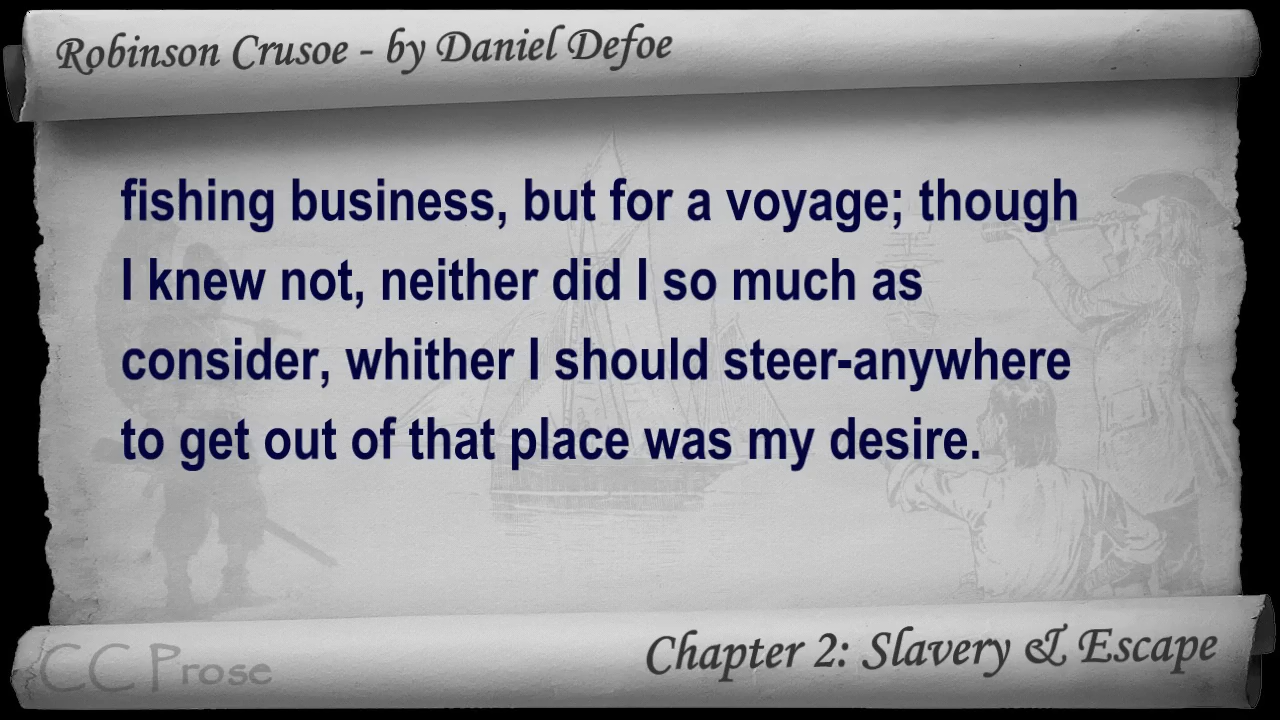 Robinson Crusoe - by Daniel Defoe
fishing business, but for a voyage; though
I knew not, neither did I so much as
consider, whither I should steer-anywhere
to get out of that place was my desire.
Chapter 2: Slavery & Escape
CC Prose